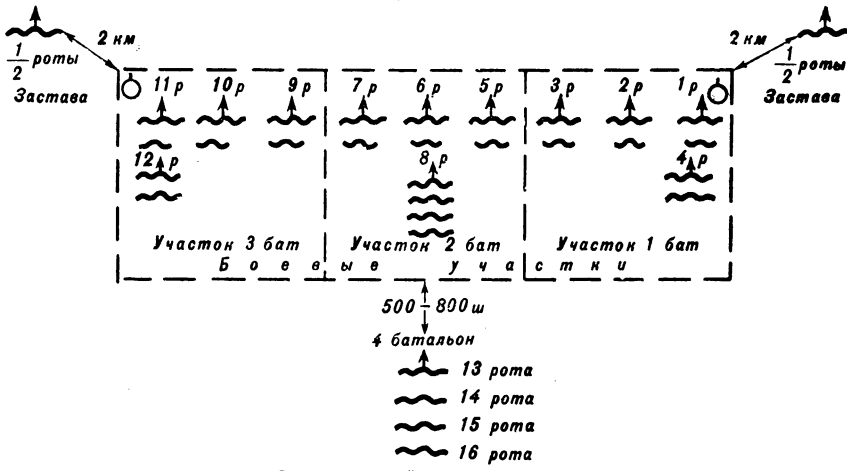 2 км 2 км
1/2 роты 1/2 роты
Застава Застава
11 р 10 р 9 р 7 р 6 р 5 р 3 р 2 р 1 р
12 р 8 р 4 р
Участок 3 бат Участок 2 бат Участок 1 бат
Боевые участки
500 – 800 ш
4 батальон
13 рота
14 рота
15 рота
16 рота